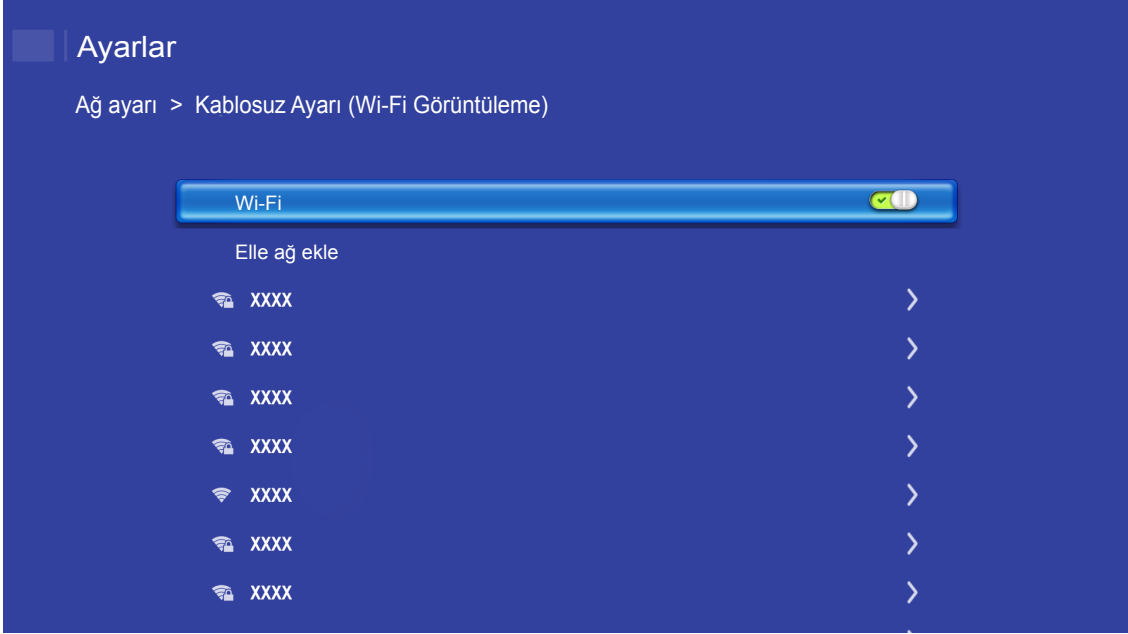 Ayarlar
Ağ ayarı > Kablosuz Ayarı (Wi-Fi Görüntüleme)
Wi-Fi
Elle ağ ekle
XXXX
XXXX
XXXX
XXXX
XXXX
XXXX
XXXX